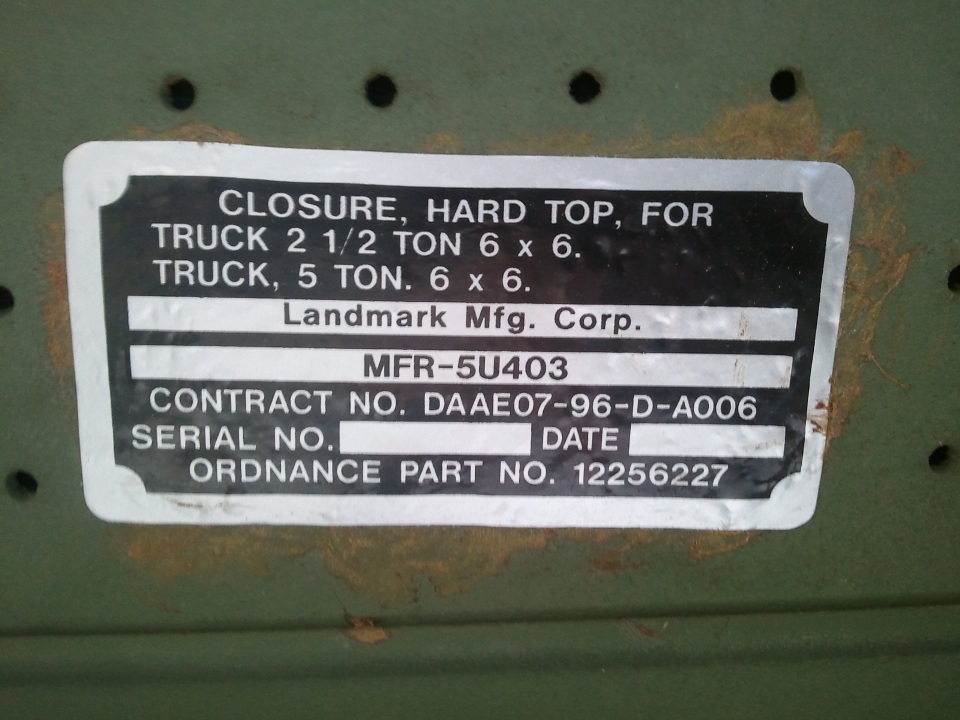 CLOSURE, HARD TOP, FOR
TRUCK 2 1/2 TON 6 x 6.
TRUCK, 5 TON. 6 x 6.
Landmark Mfg. Corp.
MFR-5U403
CONTRACT NO. DAAE07-96-D-A006
SERIAL NO. DATE
ORDNANCE PART NO. 12256227